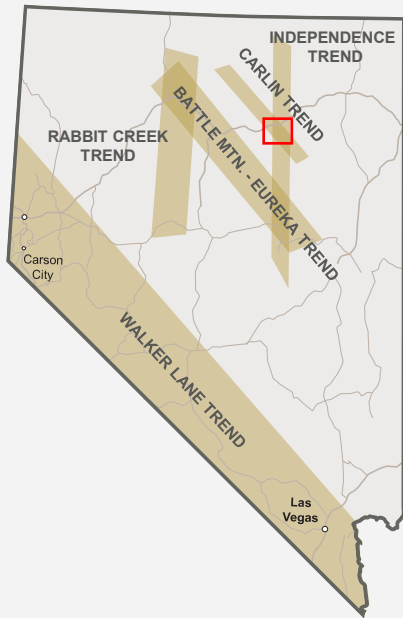 INDEPENDENCE
TREND
CARLIN TREND
BATTLE MTN. - EUREKA TREND
RABBIT CREEK
TREND
Carson
City
WALKER LANE TREND
Las
Vegas